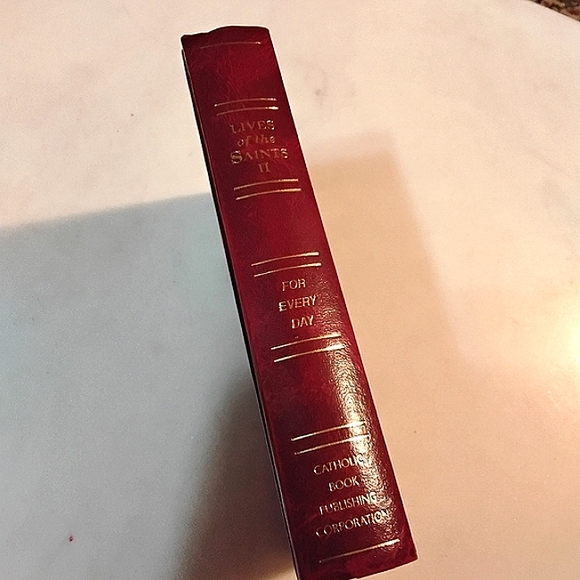 LIVES
of the
SAINTS
II
FOR
EVERY
DAY
CATHOLIC
BOOK
PUBLISHING
CORPORATION